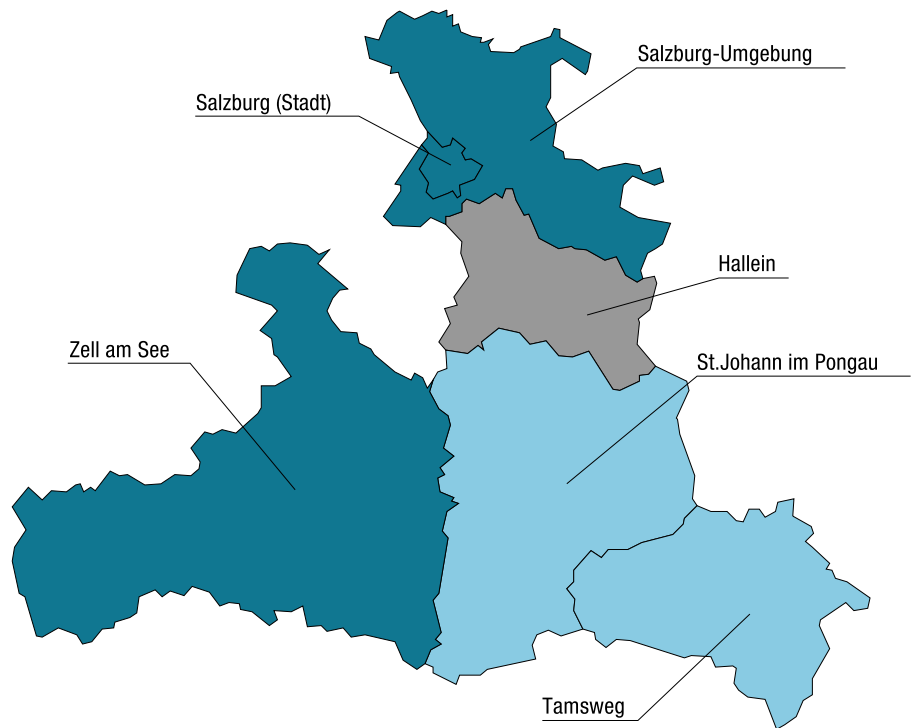 Salzburg-Umgebung
Salzburg (Stadt)
Hallein
Zell am See
St.Johann im Pongau
Tamsweg